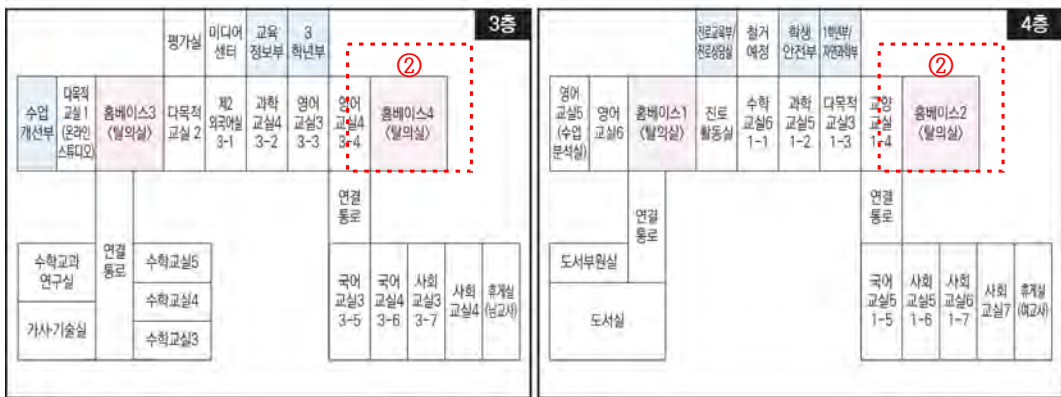 3층
평가실
미디어
센터
교육
정보부
3
학년부
②
수업
개선부
다목적
교실 1
(온라인
스튜디오)
홈베이스3
(탈의실)
다목적
교실 2
제2
외국어실
3-1
과학
교실4
3-2
영어
교실3
3-3
영어
교실4
3-4
홈베이스4
(탈의실)
연결
통로
연결
통로
수학교과
연구실
가사·기술실
수학교실5
수학교실4
수학교실3
국어
교실3
3-5
국어
교실4
3-6
사회
교실3
3-7
사회
교실4
휴게실
(남교사)
4층
진로교육부/
진로상담실
철거
예정
학생
안전부
1학년부/
자연과학부
②
영어
교실5
(수업
분석실)
영어
교실6
홈베이스1
(탈의실)
진로
활동실
수학
교실6
1-1
과학
교실5
1-2
다목적
교실3
1-3
교양
교실
1-4
홈베이스2
(탈의실)
연결
통로
연결
통로
도서부원실
도서실
국어
교실5
1-5
사회
교실5
1-6
사회
교실6
1-7
사회
교실7
휴게실
(여교사)